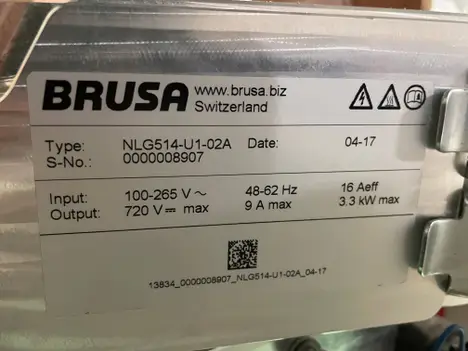 BRUSA www.brusa.biz
Switzerland
Type: NLG514-U1-02A Date: 04-17
S-No.: 0000008907
Input: 100-265 V ~ 48-62 Hz 16 Aeff
Output: 720 V ⎓ max 9 A max 3.3 kW max
13834_0000008907_NLG514-U1-02A_04-17